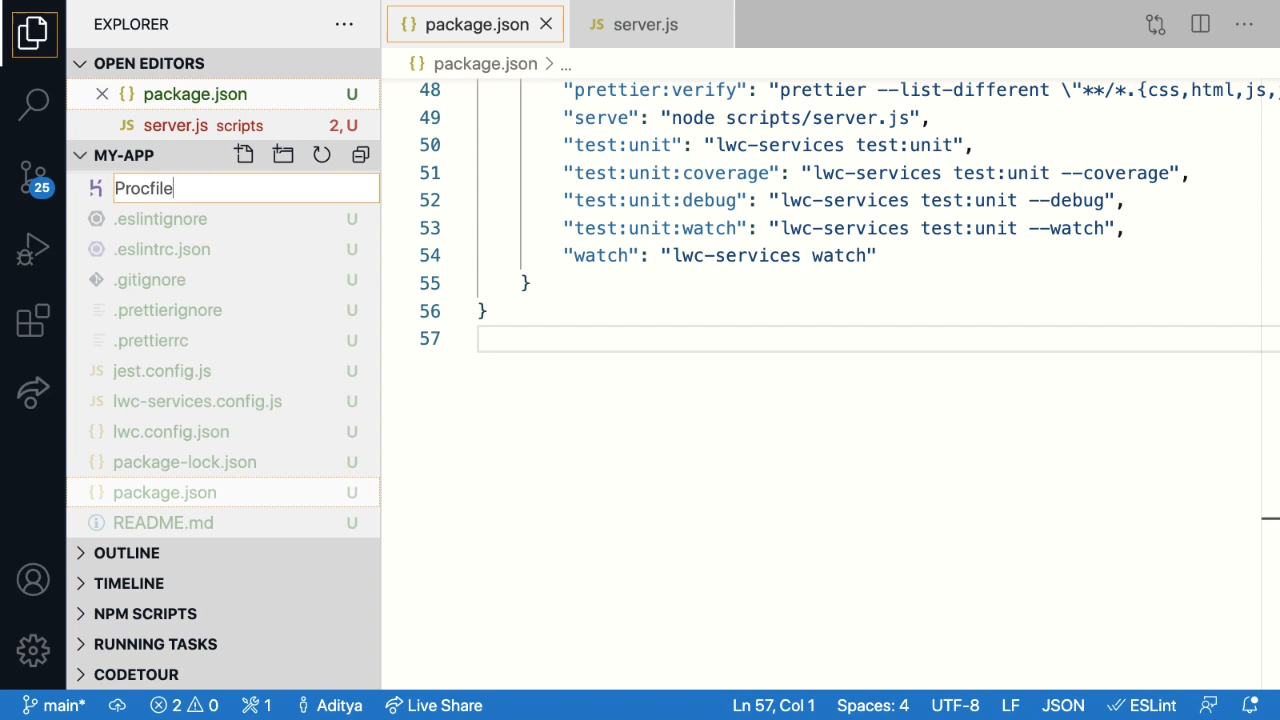 EXPLORER
OPEN EDITORS
{} package.json U
JS server.js scripts 2, U
MY-APP
Procfile
.eslintignore U
.eslintrc.json U
.gitignore U
.prettierignore U
.prettierrc U
JS jest.config.js U
JS lwc-services.config.js U
{} lwc.config.json U
{} package-lock.json U
{} package.json U
README.md U
OUTLINE
TIMELINE
NPM SCRIPTS
RUNNING TASKS
CODETOUR
25
{} package.json
JS server.js
{} package.json > ...
48 "prettier:verify": "prettier --list-different \"**/*.{css,html,js,
49 "serve": "node scripts/server.js",
50 "test:unit": "lwc-services test:unit",
51 "test:unit:coverage": "lwc-services test:unit --coverage",
52 "test:unit:debug": "lwc-services test:unit --debug",
53 "test:unit:watch": "lwc-services test:unit --watch",
54 "watch": "lwc-services watch"
55 }
56 }
57
main* 2 0 1 Aditya Live Share Ln 57, Col 1 Spaces: 4 UTF-8 LF JSON ESLint